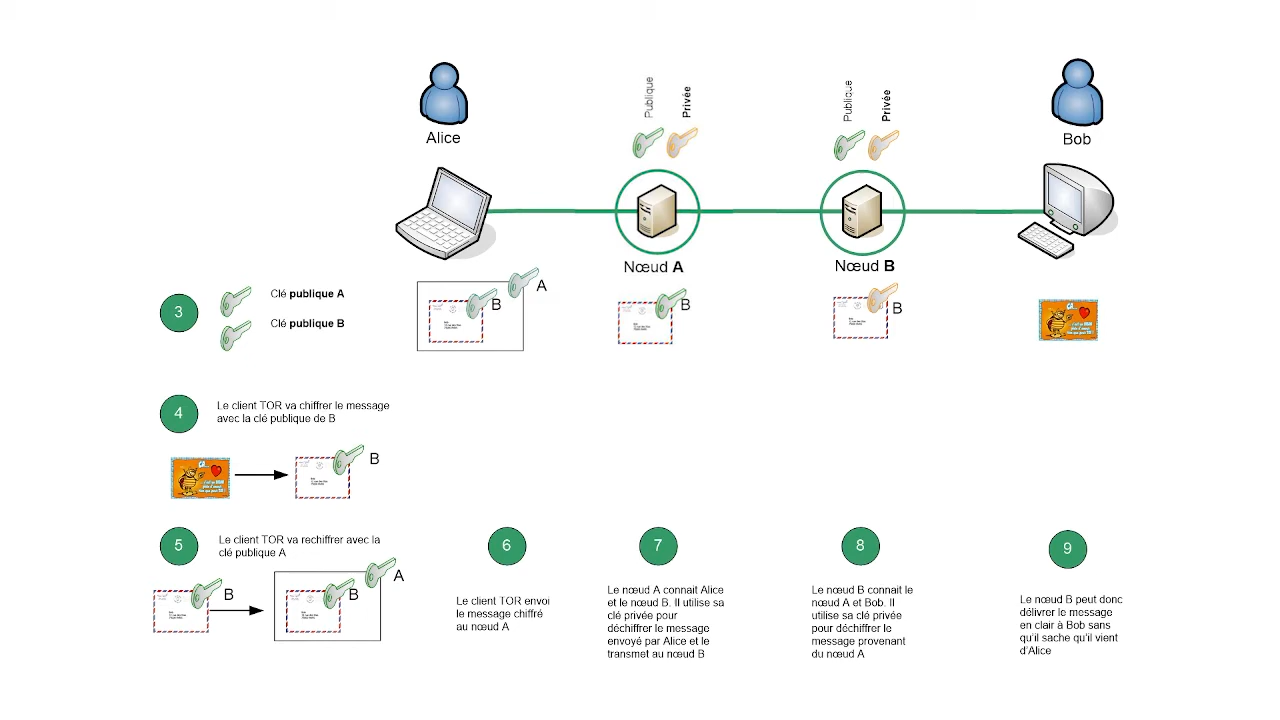 Publique
Privée
Publique
Privée
Alice
Bob
Nœud A
Nœud B
3
Clé publique A
Clé publique B
B
A
B
B
4
Le client TOR va chiffrer le message
avec la clé publique de B
B
5
Le client TOR va rechiffrer avec la
clé publique A
B
B
A
6
Le client TOR envoi
le message chiffré
au nœud A
7
Le nœud A connait Alice
et le nœud B. Il utilise sa
clé privée pour
déchiffrer le message
envoyé par Alice et le
transmet au nœud B
8
Le nœud B connait le
nœud A et Bob. Il
utilise sa clé privée
pour déchiffrer le
message provenant
du nœud A
9
Le nœud B peut donc
délivrer le message
en clair à Bob sans
qu'il sache qu'il vient
d'Alice